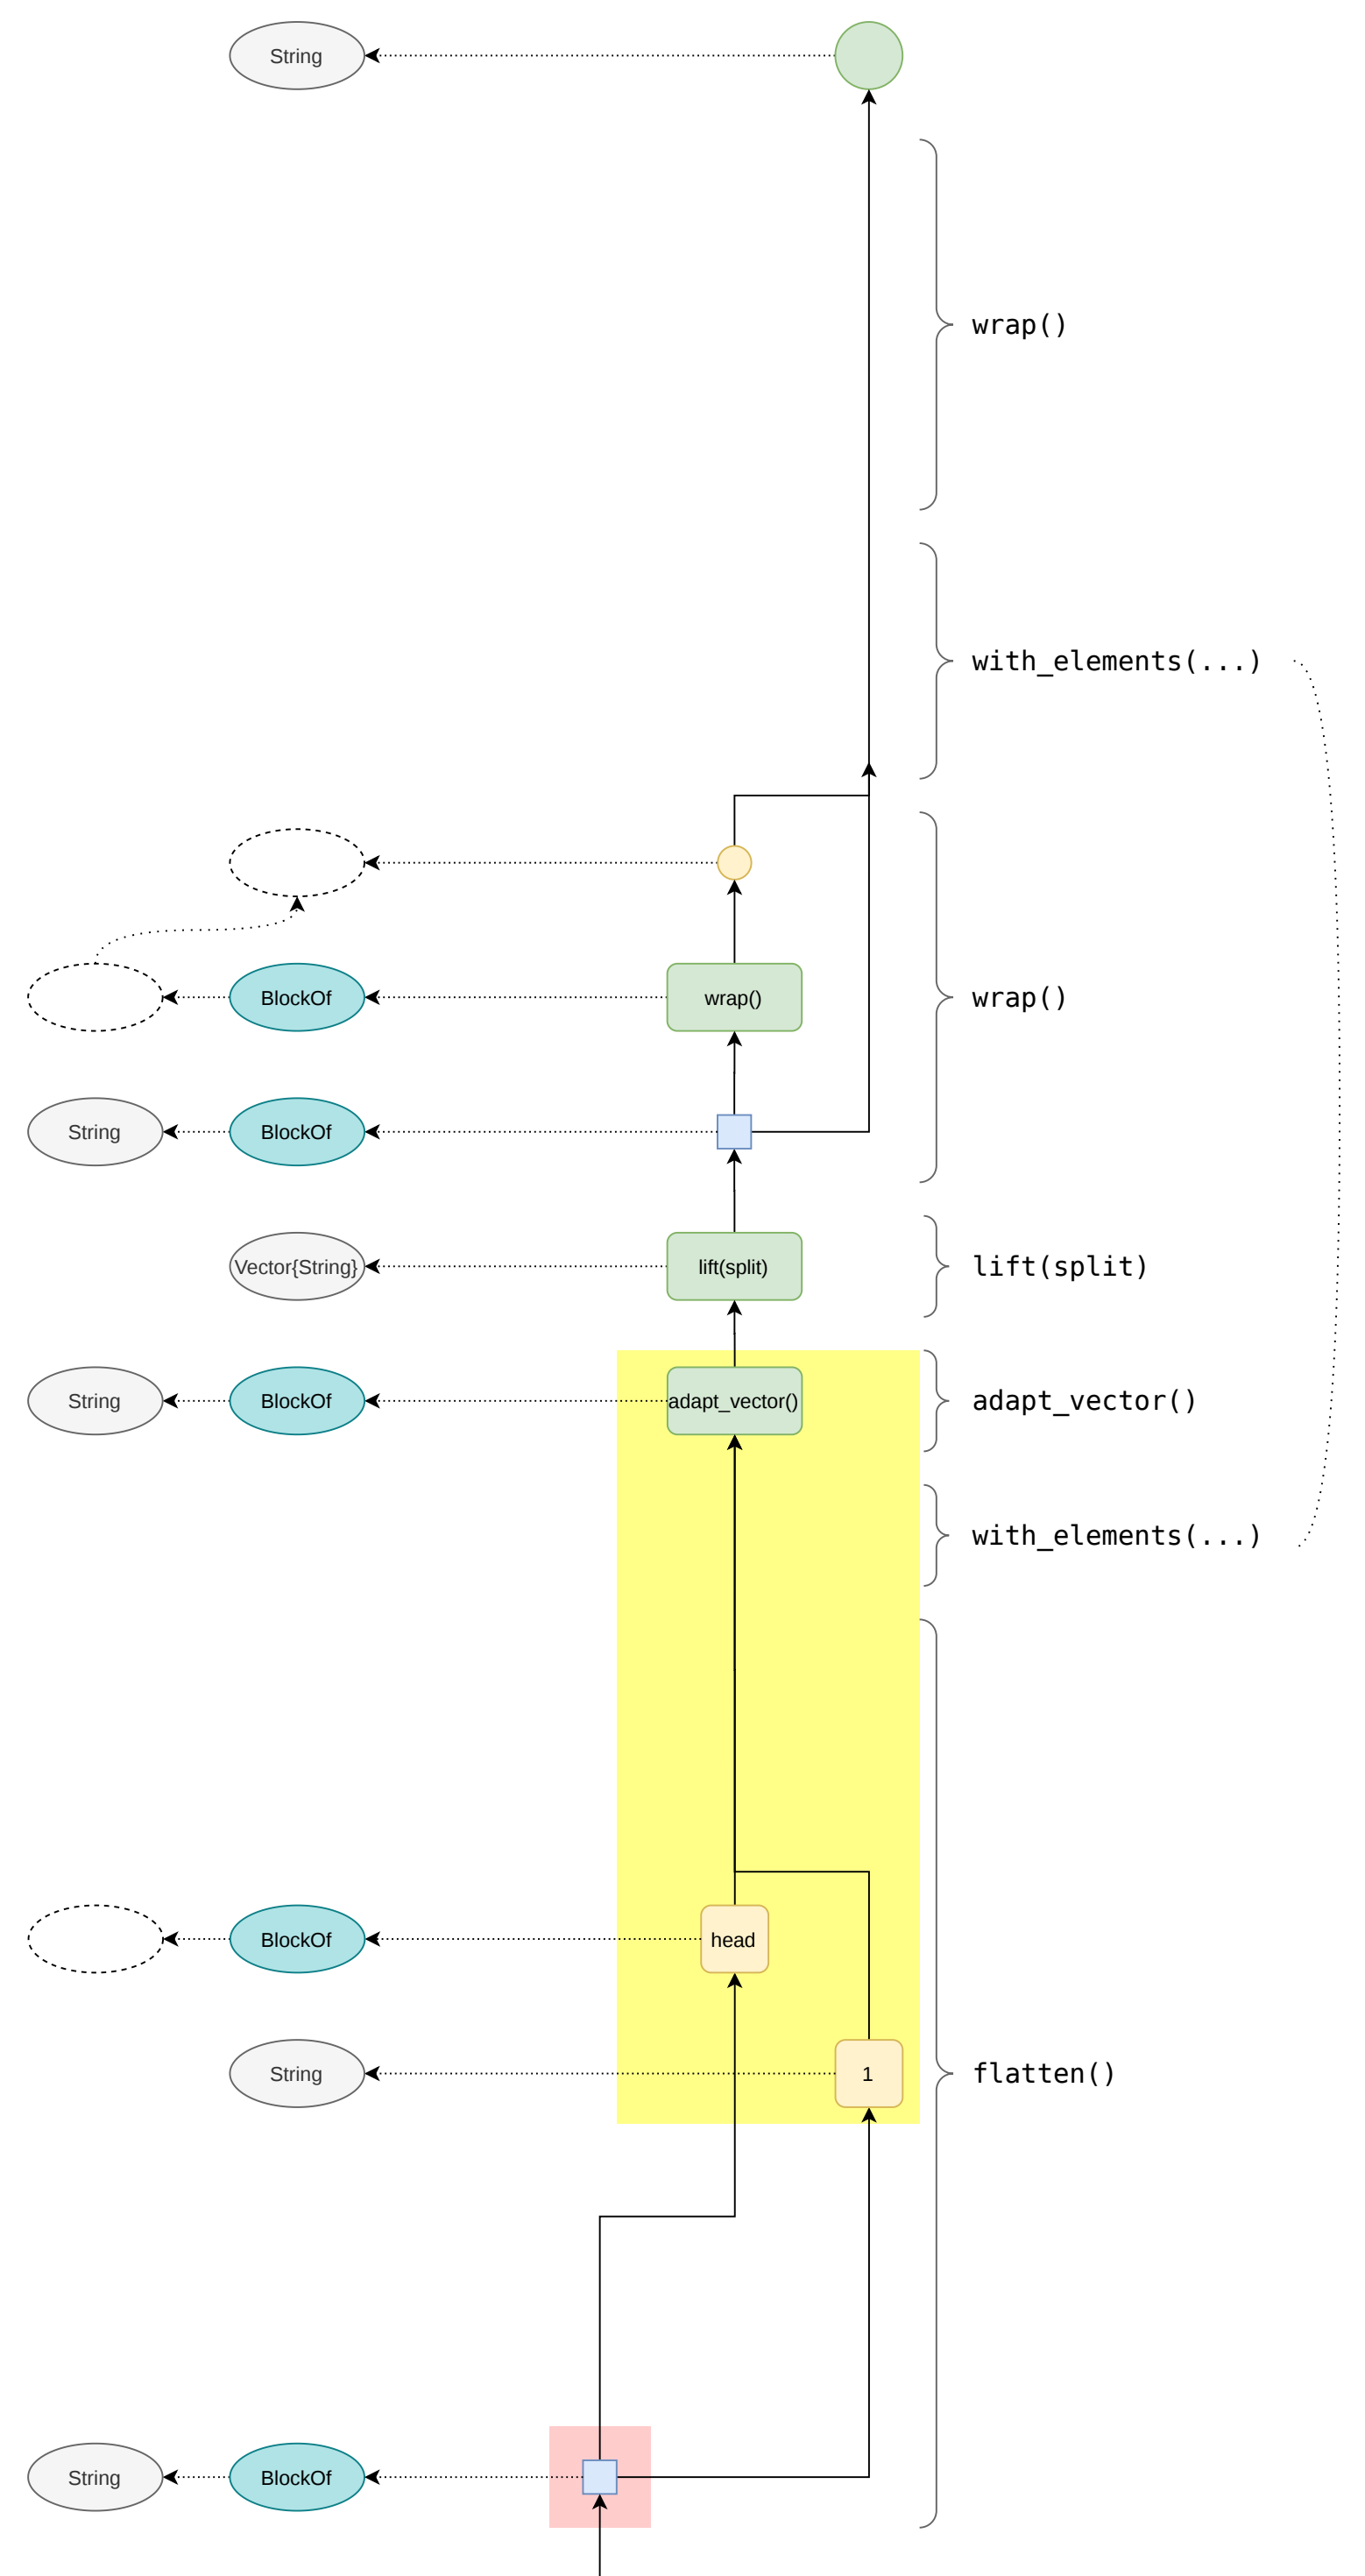 String
wrap()
with_elements(...)
BlockOf
wrap()
wrap()
String
BlockOf
Vector{String}
lift(split)
lift(split)
String
BlockOf
adapt_vector()
adapt_vector()
with_elements(...)
BlockOf
head
String
1
flatten()
String
BlockOf